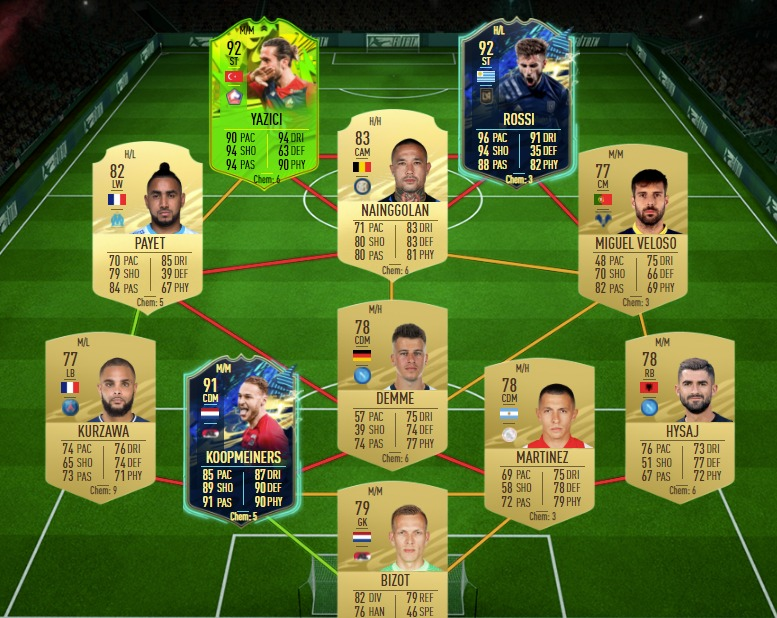 M/M
92
ST
YAZICI
90 PAC 94 DRI
94 SHO 63 DEF
94 PAS 90 PHY
Chem: 6
H/L
92
ST
ROSSI
96 PAC 91 DRI
94 SHO 35 DEF
88 PAS 82 PHY
Chem: 3
H/L
82
LW
PAYET
70 PAC 85 DRI
79 SHO 39 DEF
84 PAS 67 PHY
Chem: 5
H/H
83
CAM
NAINGGOLAN
71 PAC 83 DRI
80 SHO 83 DEF
80 PAS 81 PHY
Chem: 6
M/M
77
CM
MIGUEL VELOSO
48 PAC 75 DRI
70 SHO 66 DEF
82 PAS 69 PHY
Chem: 3
M/L
77
LB
KURZAWA
74 PAC 76 DRI
65 SHO 74 DEF
73 PAS 71 PHY
Chem: 9
M/M
91
CDM
KOOPMEINERS
85 PAC 87 DRI
89 SHO 90 DEF
91 PAS 90 PHY
Chem: 5
M/H
78
CDM
DEMME
57 PAC 75 DRI
39 SHO 74 DEF
74 PAS 77 PHY
Chem: 6
M/H
78
CDM
MARTINEZ
69 PAC 75 DRI
58 SHO 78 DEF
72 PAS 79 PHY
Chem: 3
M/M
78
RB
HYSAJ
76 PAC 73 DRI
51 SHO 77 DEF
67 PAS 72 PHY
Chem: 6
M/M
79
GK
BIZOT
82 DIV 79 REF
76 HAN 46 SPE